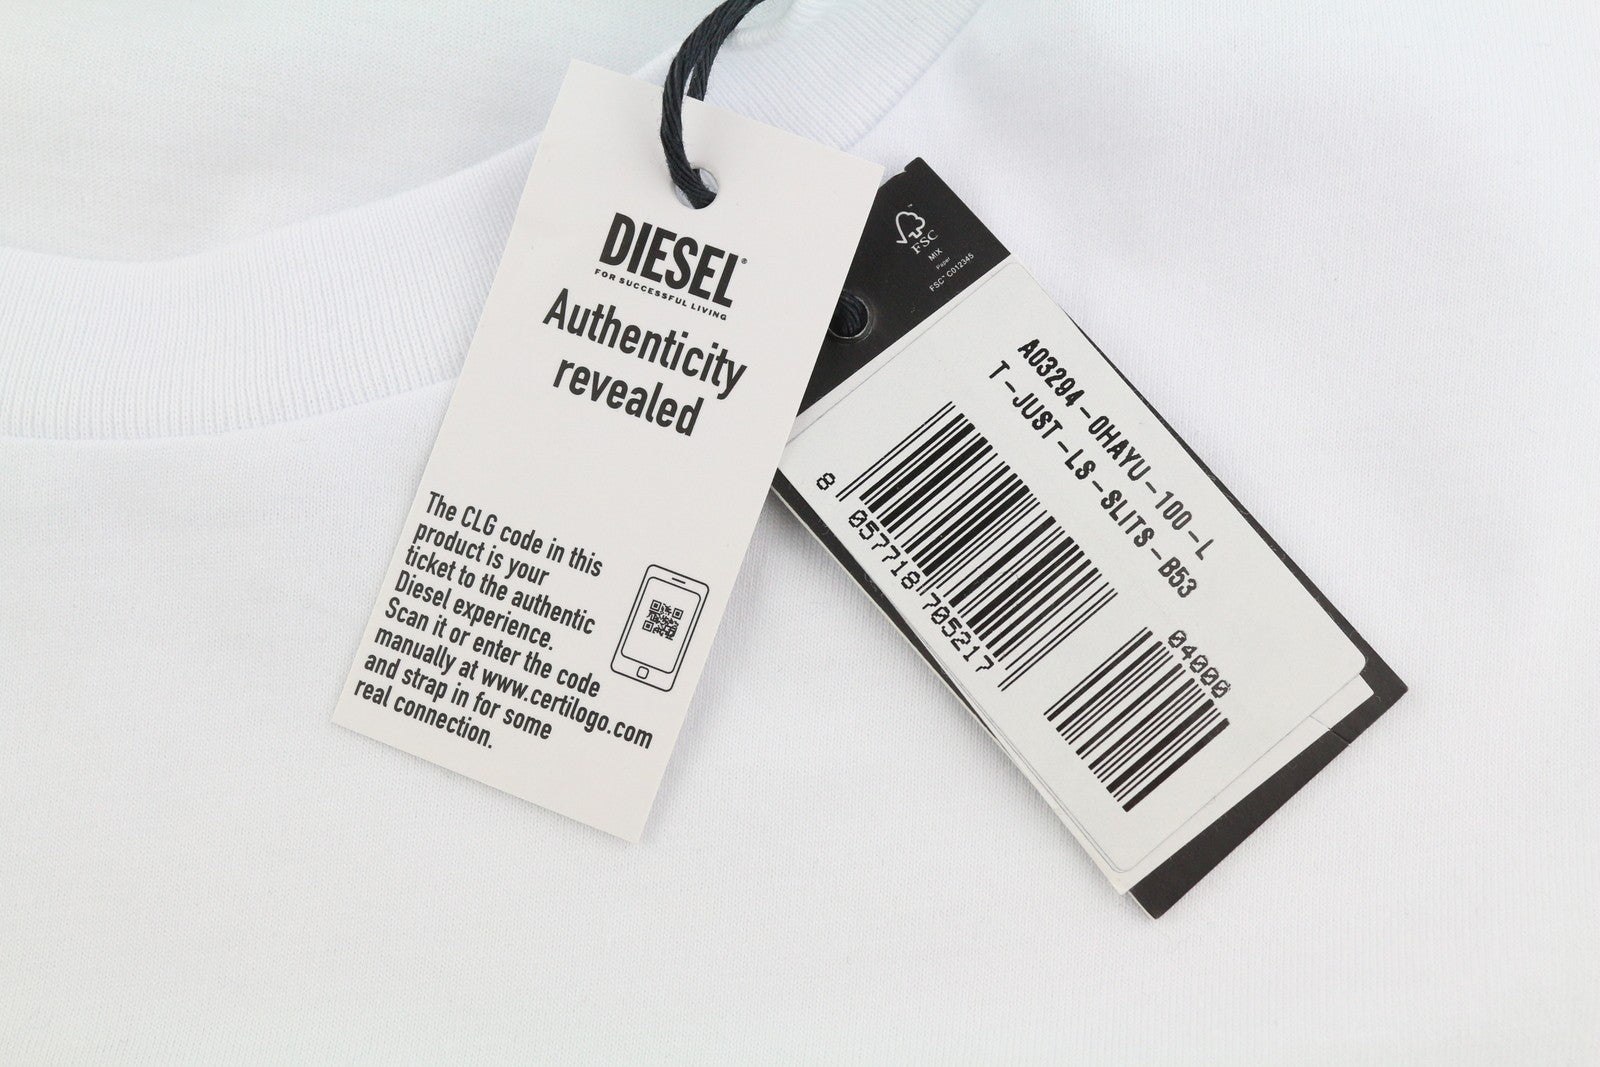 DIESEL®
FOR SUCCESSFUL LIVING
Authenticity
revealed
The CLG code in this
product is your
ticket to the authentic
Diesel experience.
Scan it or enter the code
manually at www.certilogo.com
and strap in for some
real connection.
FSC
MIX
Paper
FSC™ C012345
A03294-0HAYU-100-L
T-JUST-LS-SLITS-B53
8 057718 705217
04000